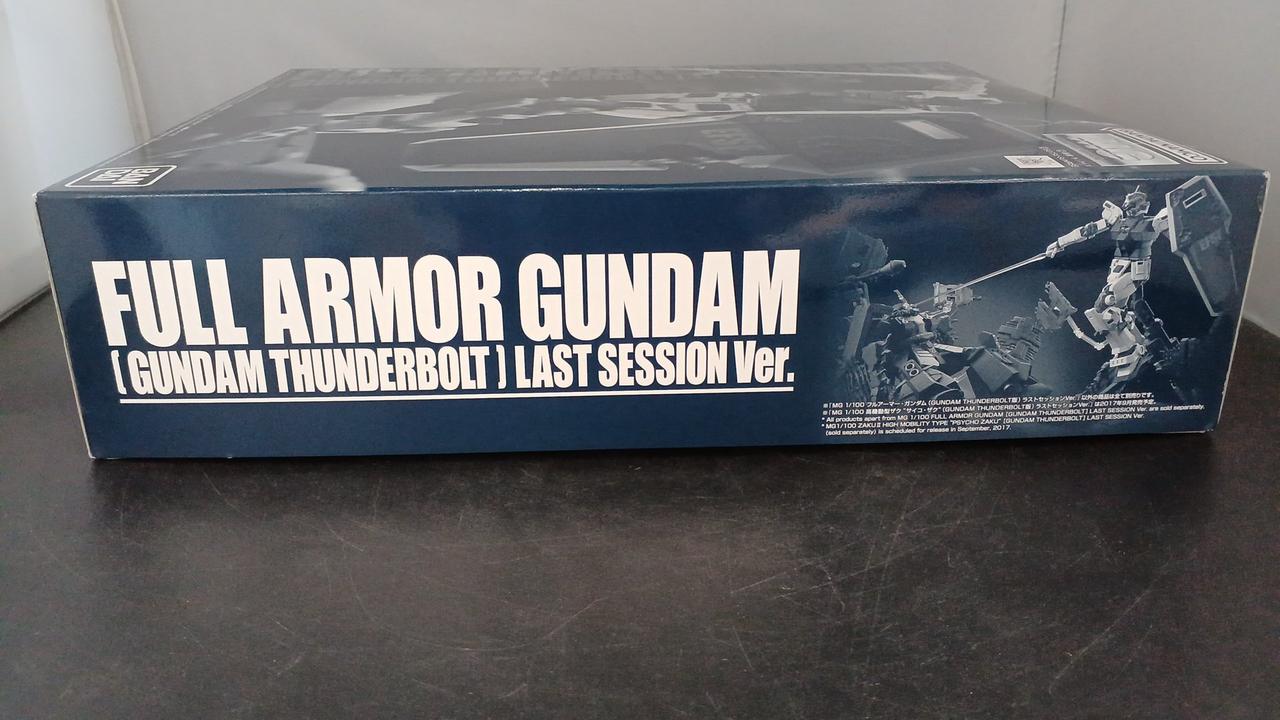 BAN
DAI
FULL ARMOR GUNDAM
[ GUNDAM THUNDERBOLT ] LAST SESSION Ver.
※「MG 1/100 フルアーマー・ガンダム (GUNDAM THUNDERBOLT版) ラストセッションVer.」以外の商品は全て別売りです。
※「MG 1/100 高機動型ザク "サイコ・ザク" (GUNDAM THUNDERBOLT版) ラストセッションVer.」は2017年9月発売予定。
* All products apart from MG 1/100 FULL ARMOR GUNDAM [GUNDAM THUNDERBOLT] LAST SESSION Ver. are sold separately.
* MG1/100 ZAKUⅡ HIGH MOBILITY TYPE "PSYCHO ZAKU" [GUNDAM THUNDERBOLT] LAST SESSION Ver.
(sold separately) is scheduled for release in September, 2017.